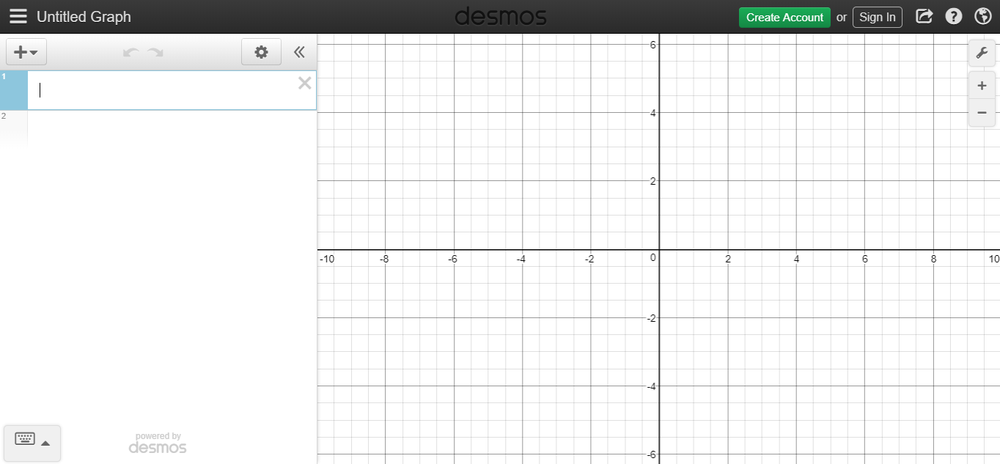 Untitled Graph
desmos
Create Account or Sign In
1
2
6
4
2
-10 -8 -6 -4 -2 0 2 4 6 8 10
-2
-4
-6
powered by
desmos